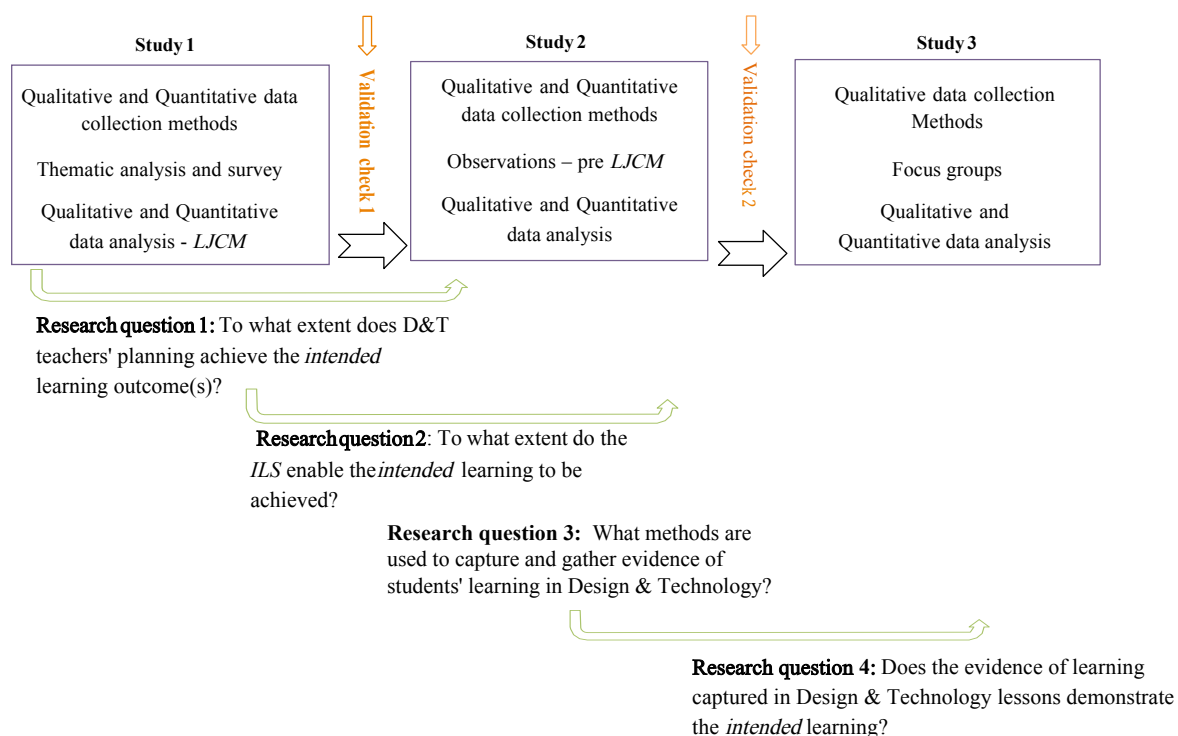 Study 1
Qualitative and Quantitative data
collection methods
Thematic analysis and survey
Qualitative and Quantitative
data analysis - LJCM
Validation check 1
Study 2
Qualitative and Quantitative
data collection methods
Observations – pre LJCM
Qualitative and Quantitative
data analysis
Validation check 2
Study 3
Qualitative data collection
Methods
Focus groups
Qualitative and
Quantitative data analysis
Research question 1: To what extent does D&T
teachers' planning achieve the intended
learning outcome(s)?
Research question 2: To what extent do the
ILS enable the intended learning to be
achieved?
Research question 3: What methods are
used to capture and gather evidence of
students' learning in Design & Technology?
Research question 4: Does the evidence of learning
captured in Design & Technology lessons demonstrate
the intended learning?